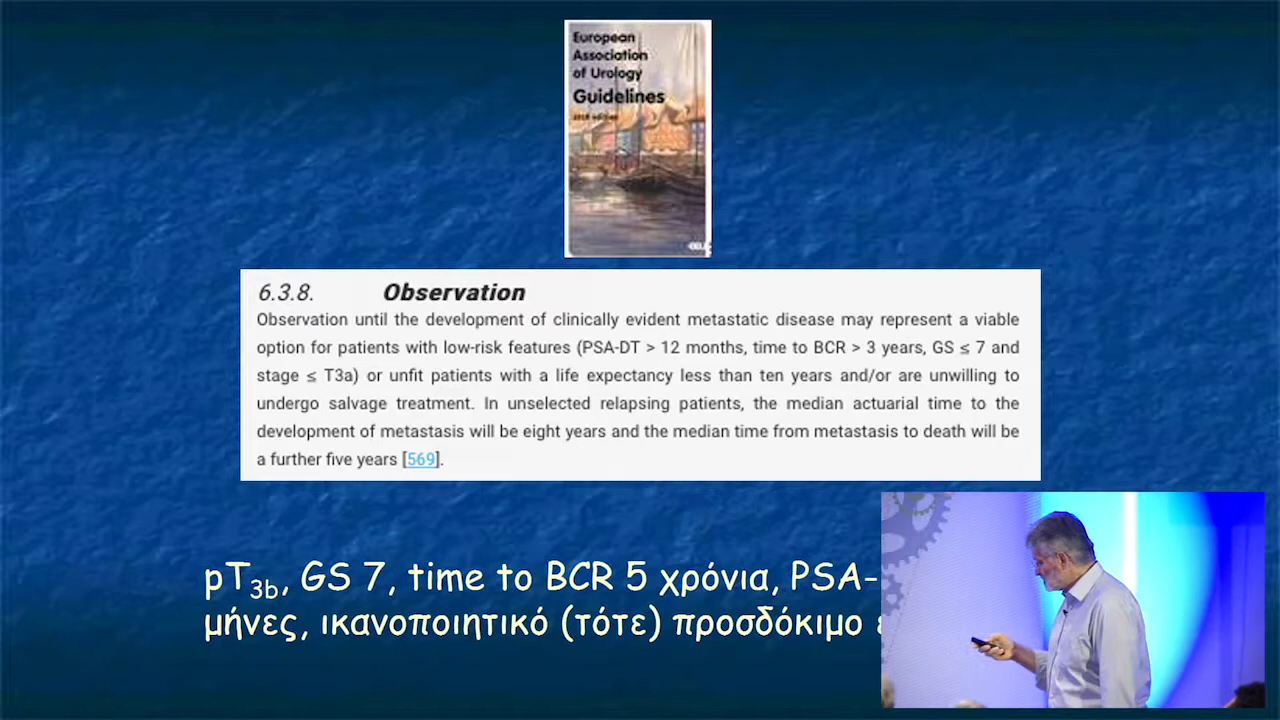 European
Association
of Urology
Guidelines
2018 edition
6.3.8. Observation
Observation until the development of clinically evident metastatic disease may represent a viable
option for patients with low-risk features (PSA-DT > 12 months, time to BCR > 3 years, GS ≤ 7 and
stage ≤ T3a) or unfit patients with a life expectancy less than ten years and/or are unwilling to
undergo salvage treatment. In unselected relapsing patients, the median actuarial time to the
development of metastasis will be eight years and the median time from metastasis to death will be
a further five years [569].
pT3b, GS 7, time to BCR 5 χρόνια, PSA-
μήνες, ικανοποιητικό (τότε) προσδόκιμο